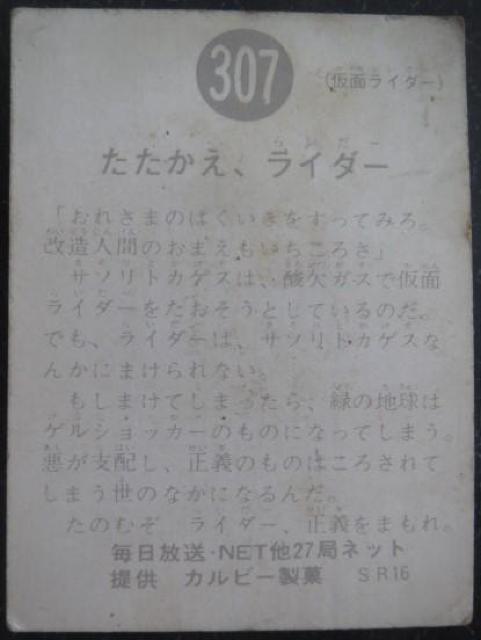 307
(仮面ライダー)
たたかえ、ライダー
「おれさまのはくいきをすってみろ。
改造人間のおまえもいちころさ」
サソリトカゲスは、酸欠ガスで仮面
ライダーをたおそうとしているのだ。
でも、ライダーは、サソリトカゲスな
んかにまけられない。
もしまけてしまったら、緑の地球は
ゲルショッカーのものになってしまう。
悪が支配し、正義のものはころされて
しまう世のなかになるんだ。
たのむぞ ライダー、正義をまもれ。
毎日放送・NET他27局ネット
提供 カルビー製菓 SR16